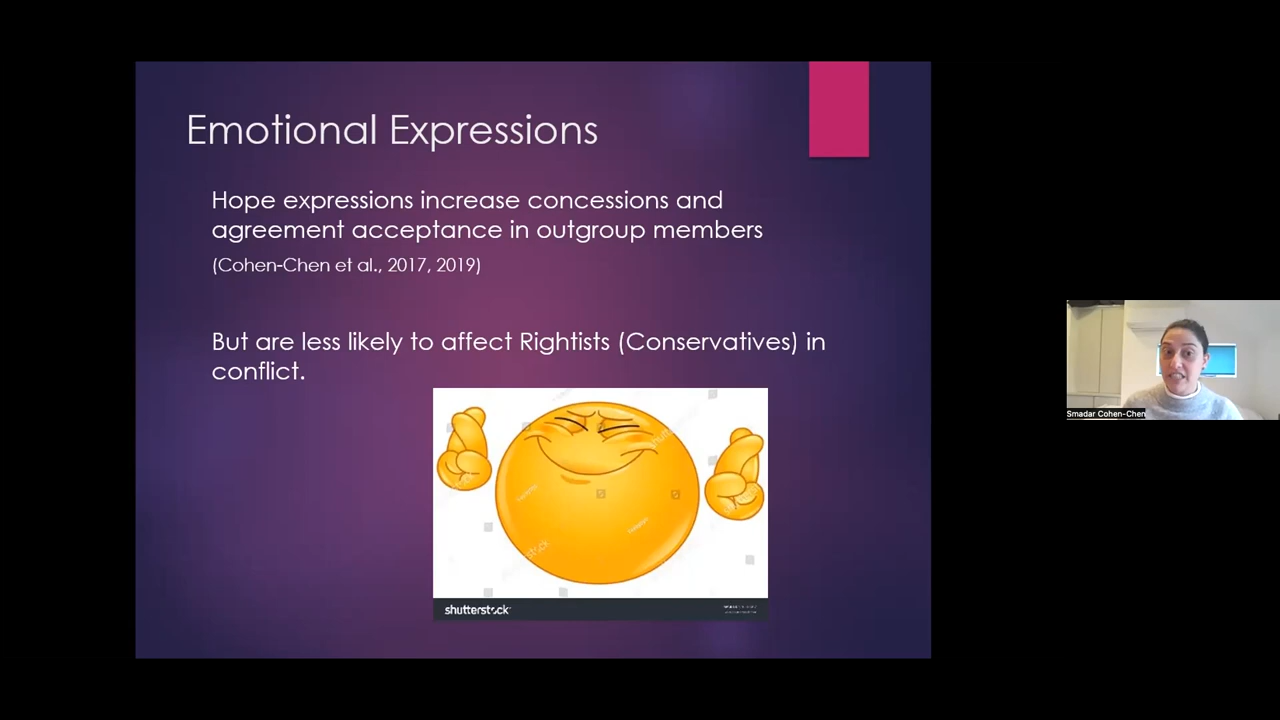 Emotional Expressions
Hope expressions increase concessions and
agreement acceptance in outgroup members
(Cohen-Chen et al., 2017, 2019)
But are less likely to affect Rightists (Conservatives) in
conflict.
shutterstock
Smadar Cohen-Chen